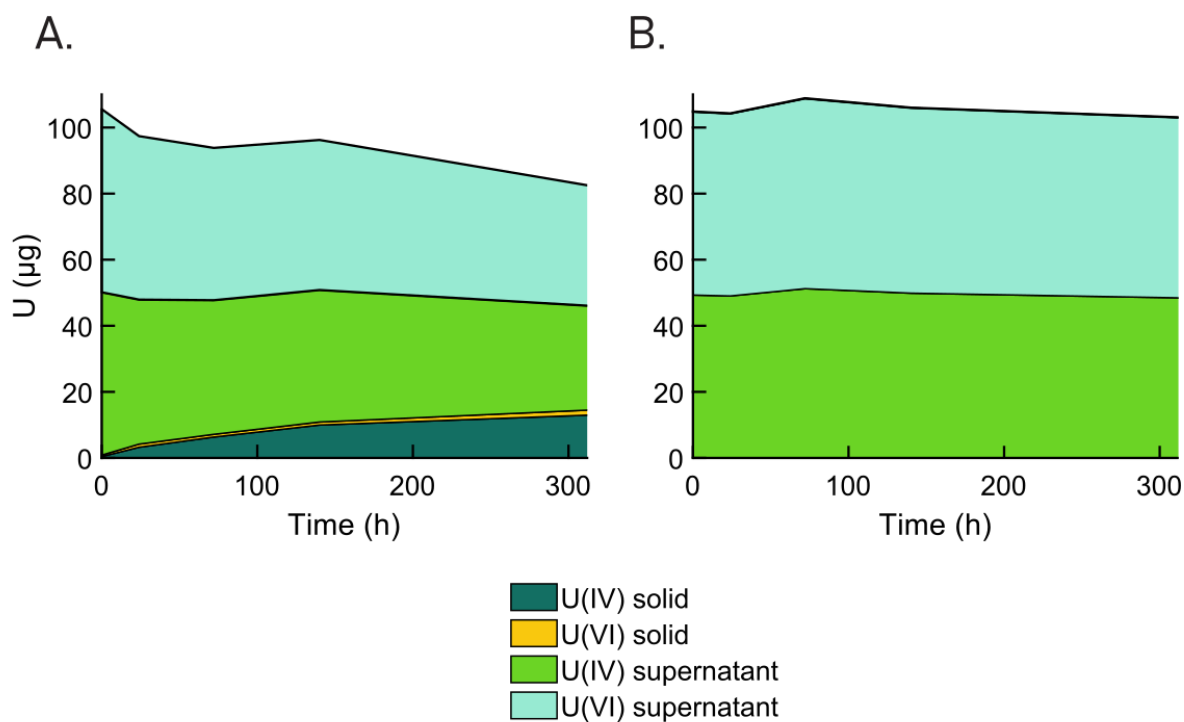 A.
B.
100
80
60
40
20
0
U (μg)
0
100
200
300
Time (h)
100
80
60
40
20
0
0
100
200
300
Time (h)
U(IV) solid
U(VI) solid
U(IV) supernatant
U(VI) supernatant